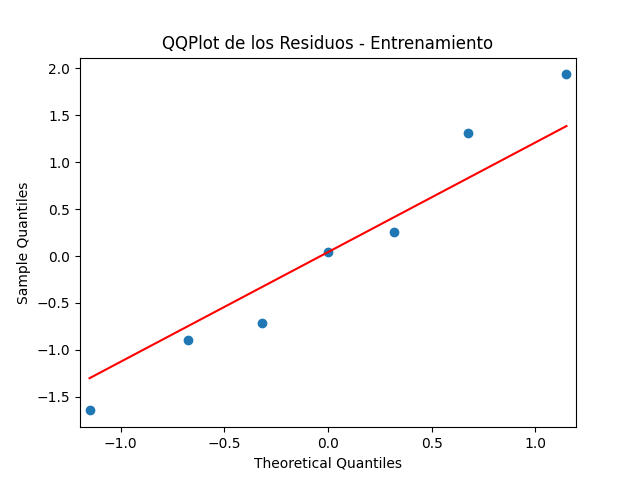 QQPlot de los Residuos - Entrenamiento
2.0
1.5
1.0
0.5
0.0
−0.5
−1.0
−1.5
Sample Quantiles
−1.0 −0.5 0.0 0.5 1.0
Theoretical Quantiles